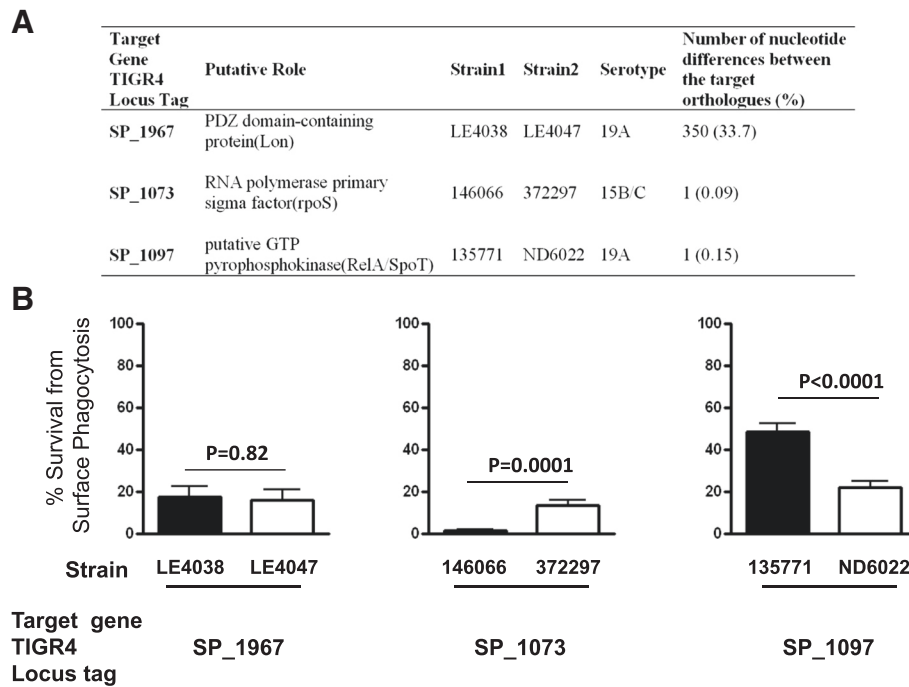 A
Target
Gene
TIGR4
Locus Tag
Putative Role
Strain1
Strain2
Serotype
Number of nucleotide
differences between
the target
orthologues (%)
SP_1967
PDZ domain-containing
protein(Lon)
LE4038
LE4047
19A
350 (33.7)
SP_1073
RNA polymerase primary
sigma factor(rpoS)
146066
372297
15B/C
1 (0.09)
SP_1097
putative GTP
pyrophosphokinase(RelA/SpoT)
135771
ND6022
19A
1 (0.15)
B
% Survival from
Surface Phagocytosis
100
80
60
40
20
0
P=0.82
100
80
60
40
20
0
P=0.0001
100
80
60
40
20
0
P<0.0001
Strain
LE4038
LE4047
146066
372297
135771
ND6022
Target gene
TIGR4
Locus tag
SP_1967
SP_1073
SP_1097